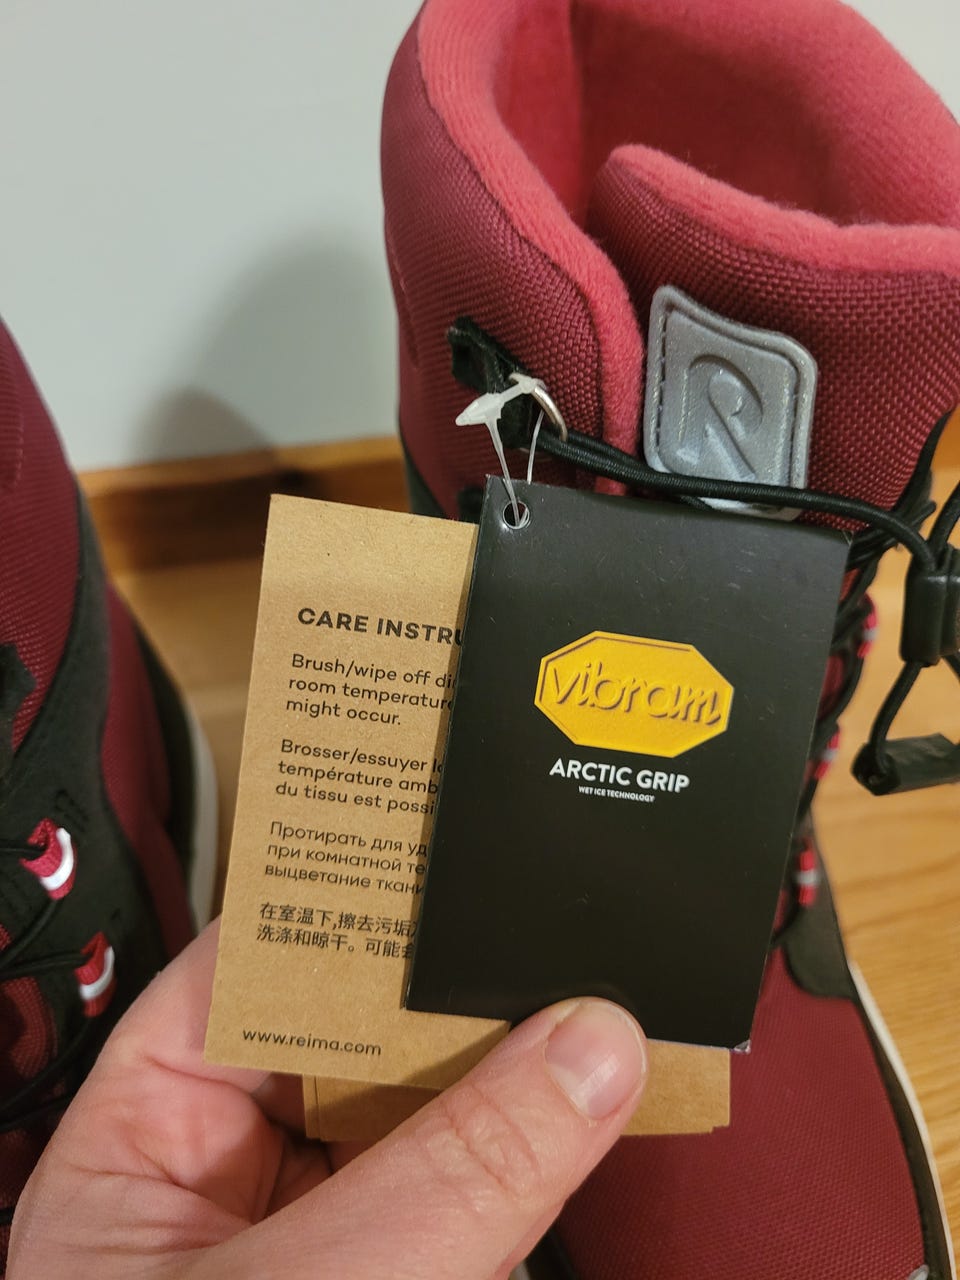 CARE INSTRU
Brush/wipe off di
room temperature
might occur.
Brosser/essuyer l
température amb
du tissu est possi
Протирать для уд
при комнатной те
выцветание ткани
在室温下,擦去污垢
洗涤和晾干。可能会
www.reima.com
vibram
ARCTIC GRIP
WET ICE TECHNOLOGY